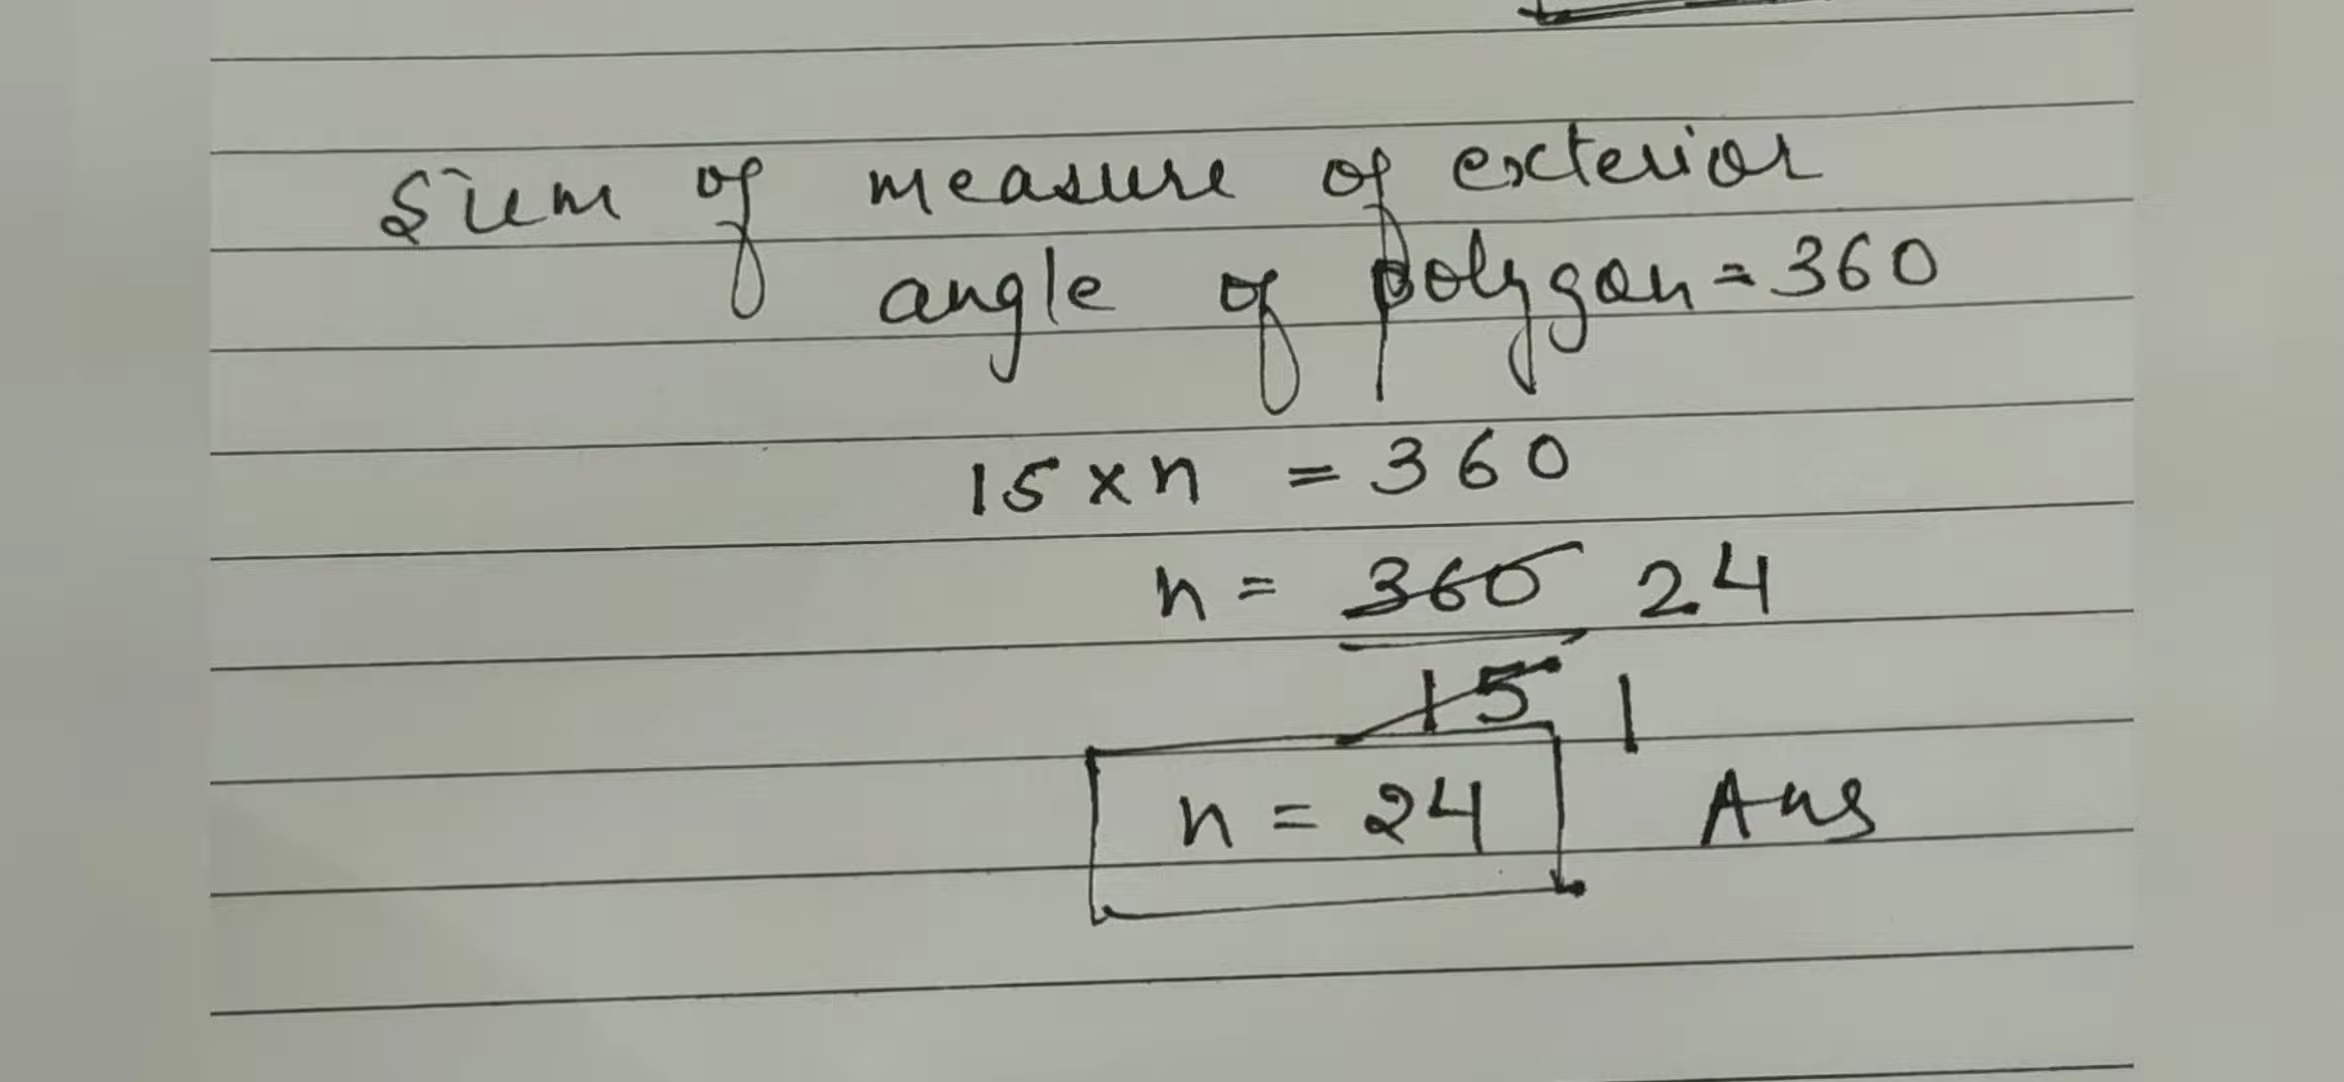 Sum of measure of exterior
angle of polygon = 360
15 × n = 360
n = 360 24
15 1
n = 24 Ans